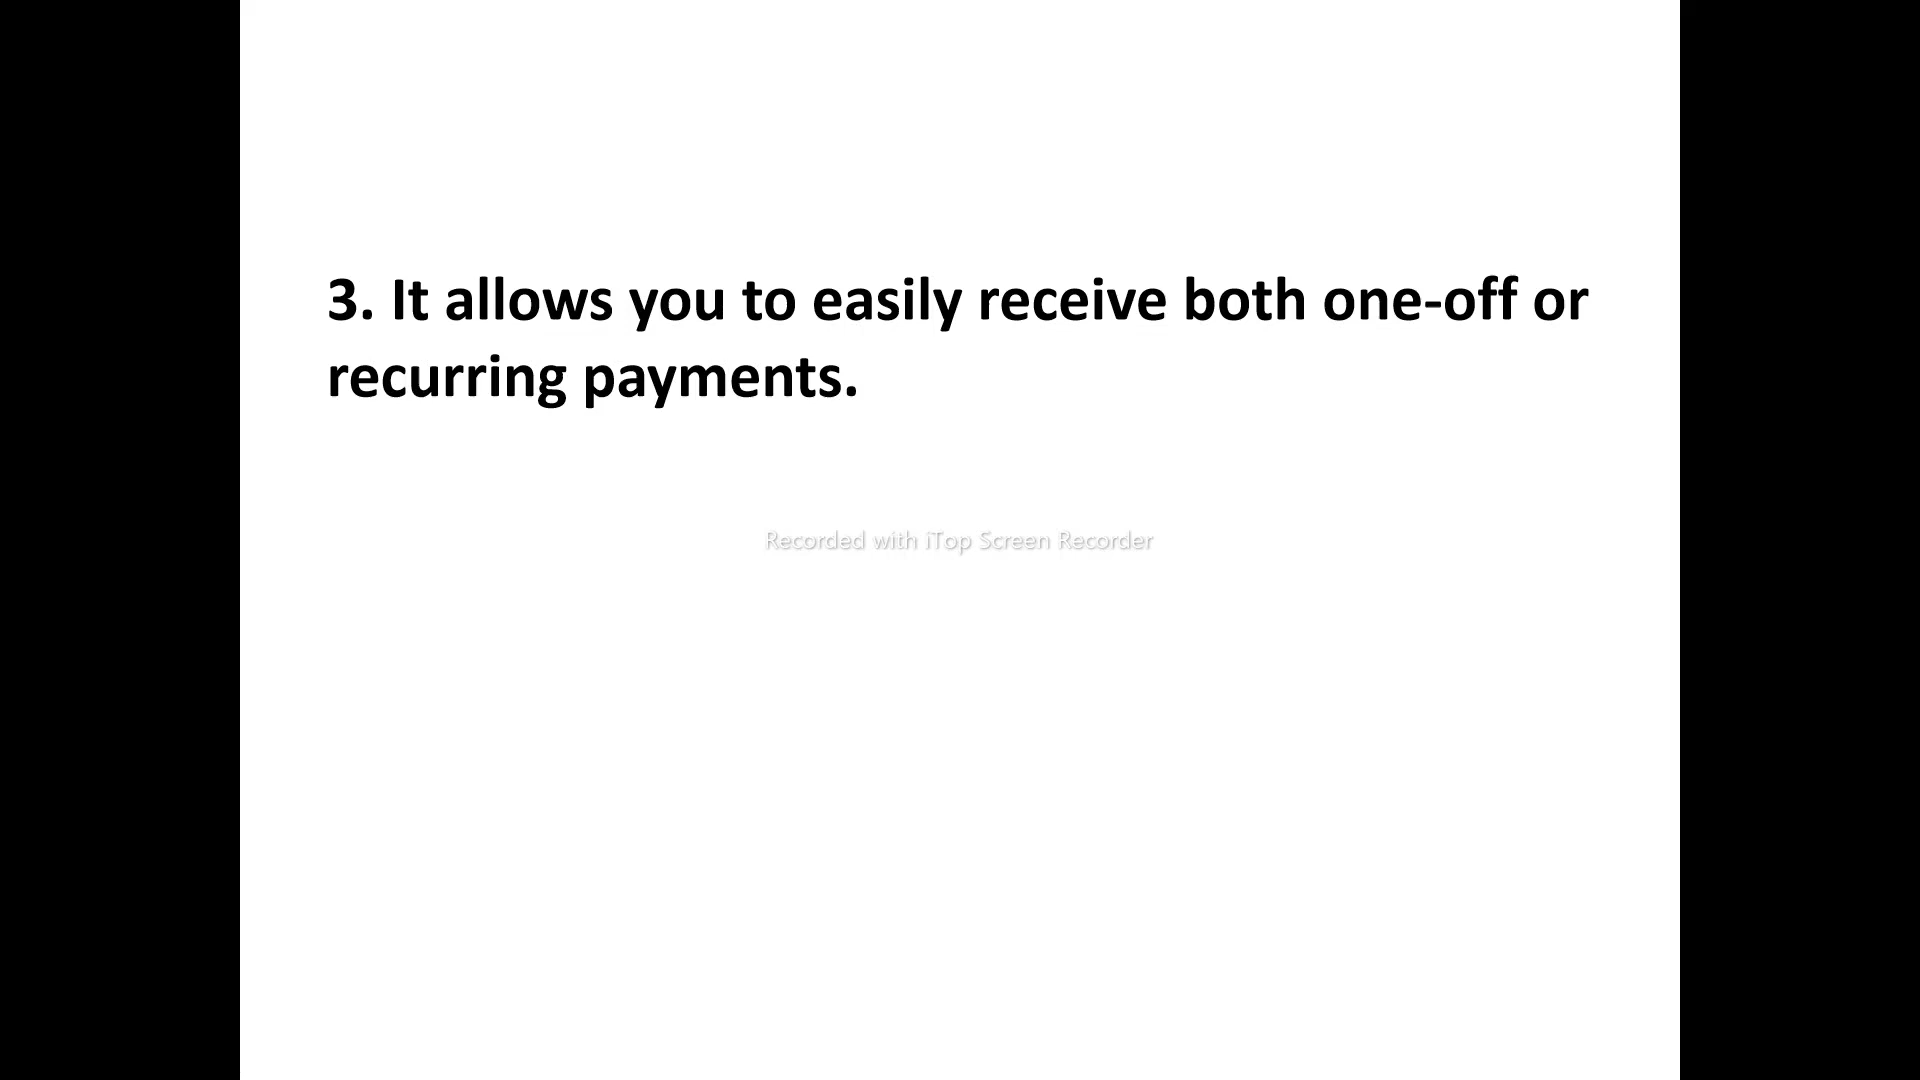 3. It allows you to easily receive both one-off or
recurring payments.
Recorded with iTop Screen Recorder